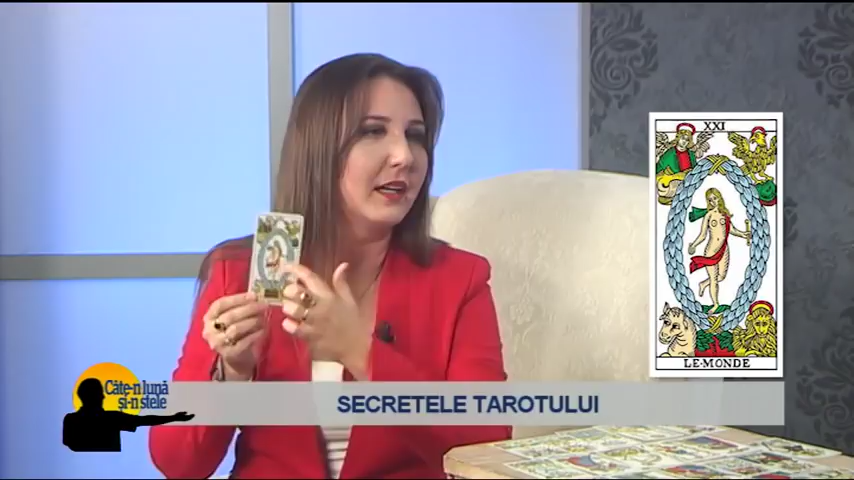 XXI
LE·MONDE
Câte-n lună
și-n stele
SECRETELE TAROTULUI